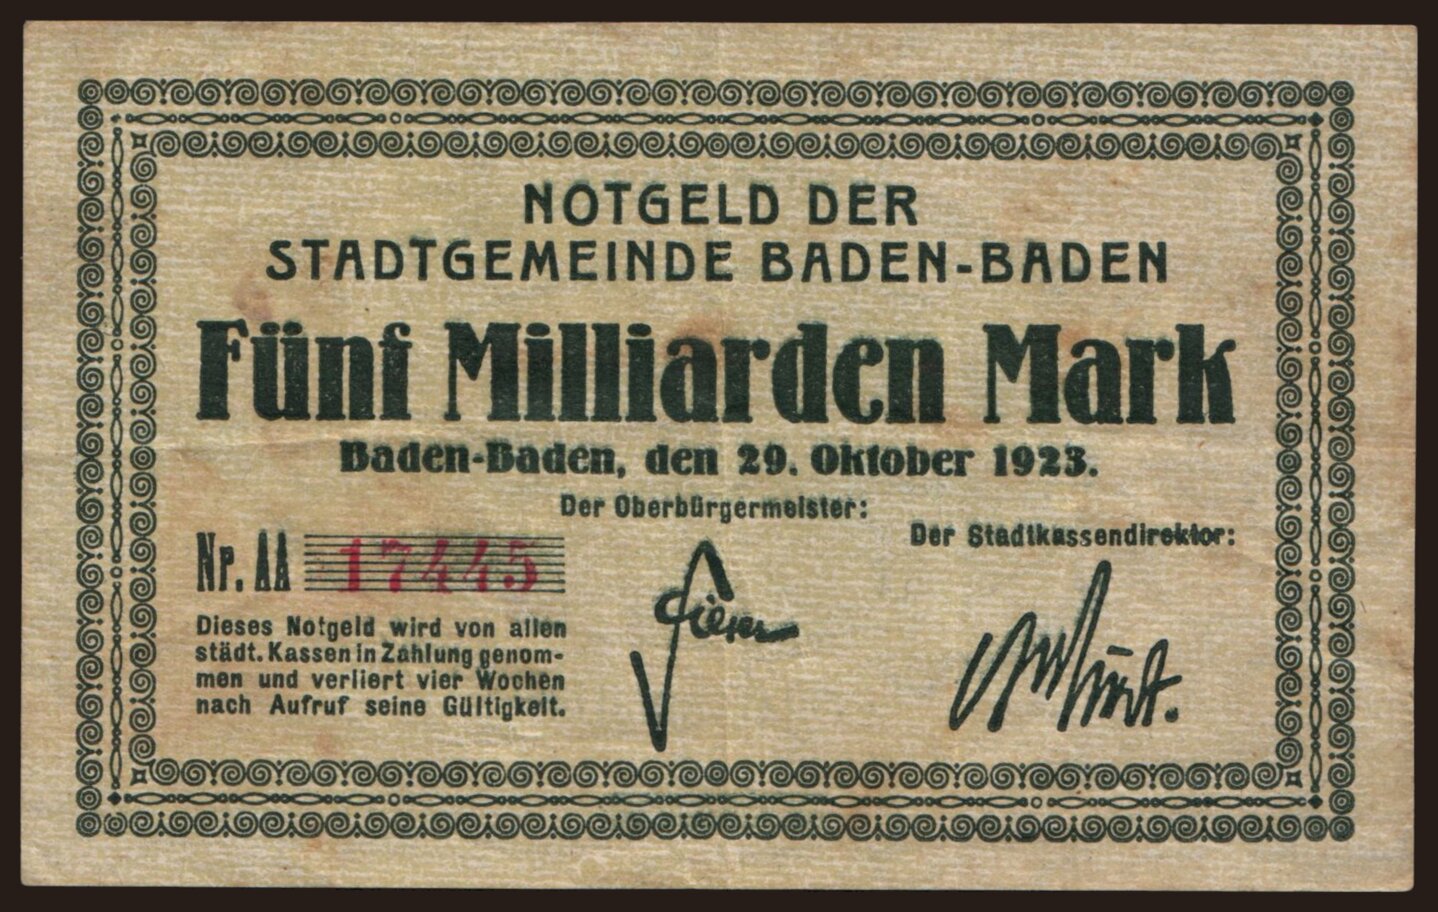 NOTGELD DER
STADTGEMEINDE BADEN-BADEN
Fünf Milliarden Mark
Baden-Baden, den 29. Oktober 1923.
Der Oberbürgermeister:
Der Stadtkassendirektor:
Nr. AA 17445
Fieser
Dieses Notgeld wird von allen
städt. Kassen in Zahlung genom-
men und verliert vier Wochen
nach Aufruf seine Gültigkeit.